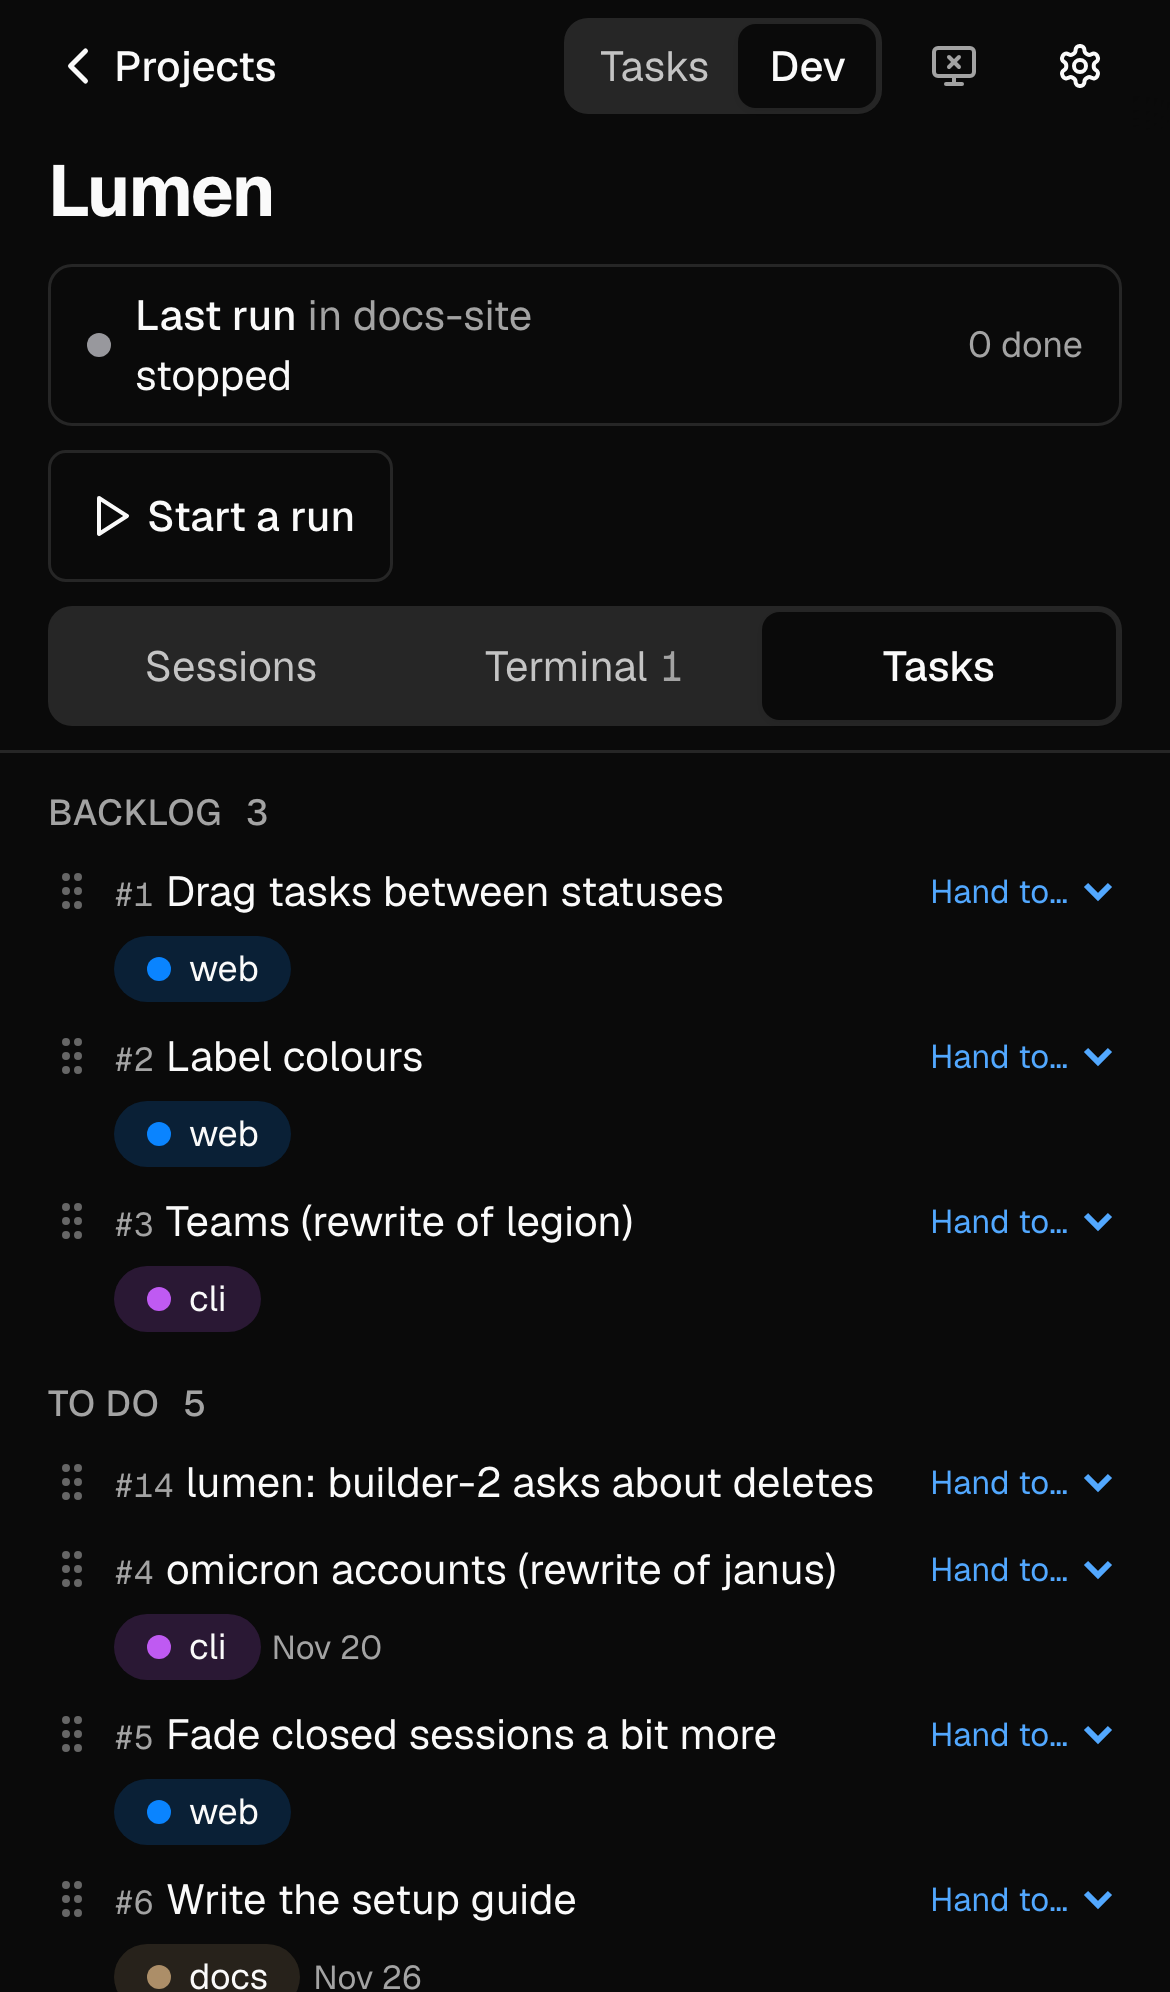 Projects
Tasks Dev
Lumen
Last run in docs-site
stopped
0 done
Start a run
Sessions Terminal 1 Tasks
BACKLOG 3
#1 Drag tasks between statuses Hand to...
web
#2 Label colours Hand to...
web
#3 Teams (rewrite of legion) Hand to...
cli
TO DO 5
#14 lumen: builder-2 asks about deletes Hand to...
#4 omicron accounts (rewrite of janus) Hand to...
cli Nov 20
#5 Fade closed sessions a bit more Hand to...
web
#6 Write the setup guide Hand to...
docs Nov 26